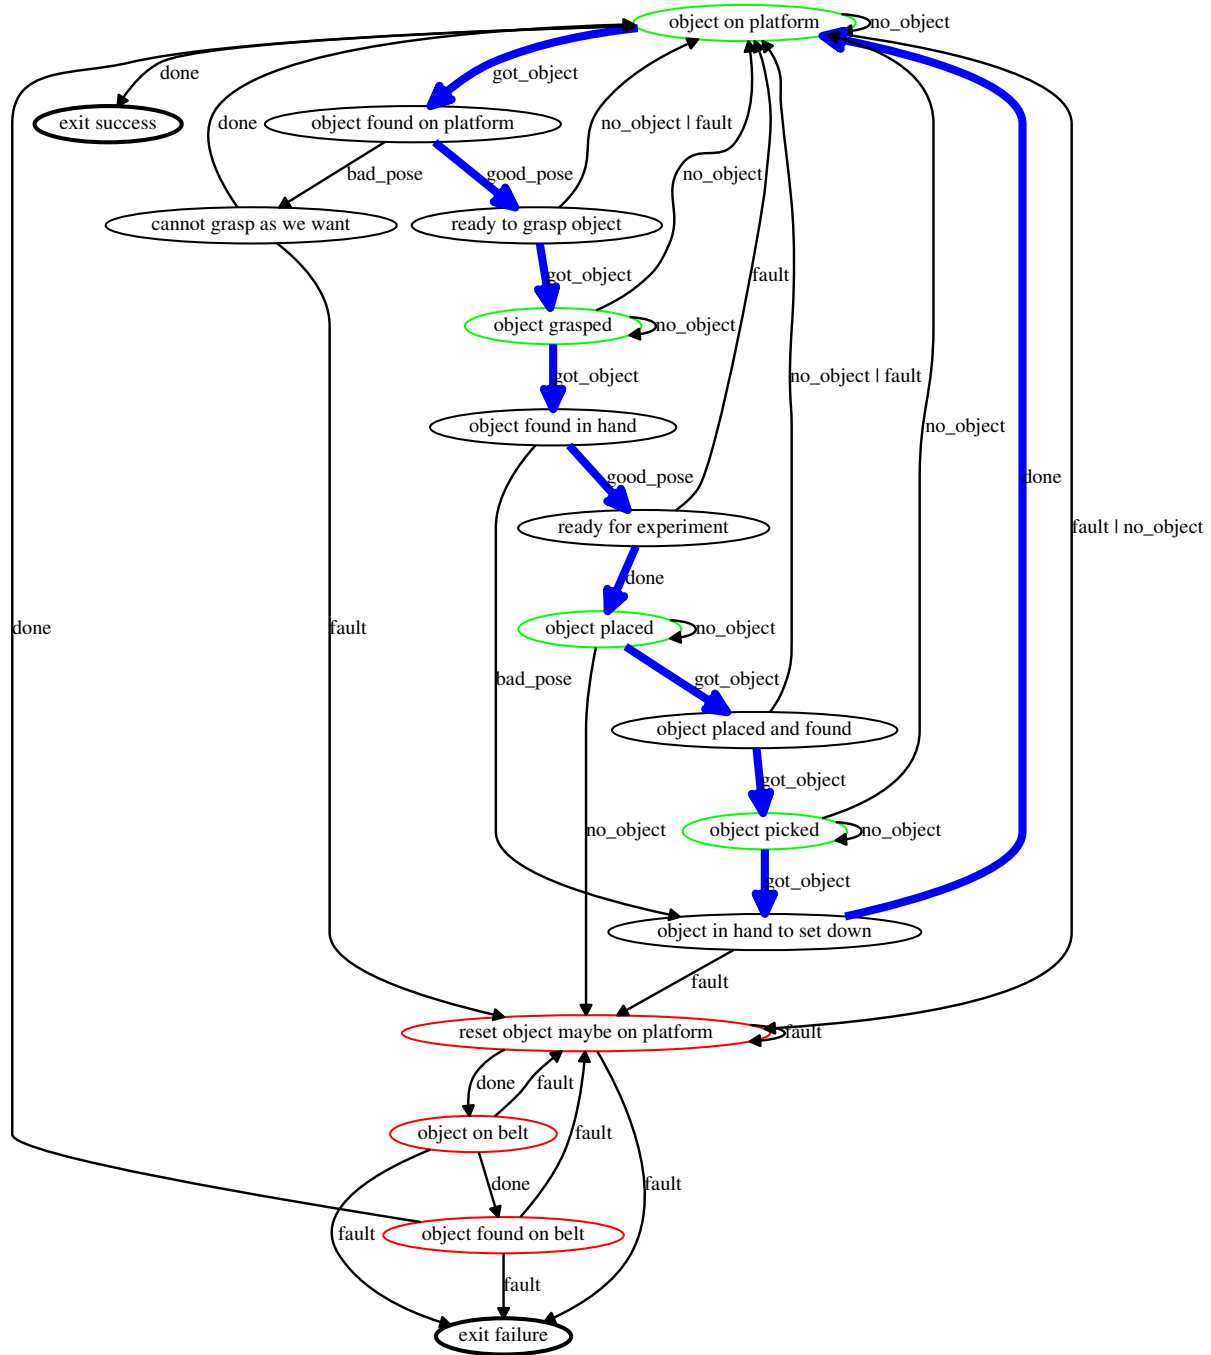 object on platform
no_object
done
got_object
exit success
done
object found on platform
no_object | fault
bad_pose
good_pose
no_object
cannot grasp as we want
ready to grasp object
got_object
fault
object grasped
no_object
got_object
no_object | fault
object found in hand
no_object
good_pose
done
ready for experiment
fault | no_object
done
done
fault
object placed
no_object
bad_pose
got_object
object placed and found
got_object
no_object
object picked
no_object
got_object
object in hand to set down
fault
reset object maybe on platform
fault
done
fault
object on belt
fault
done
fault
fault
object found on belt
fault
exit failure